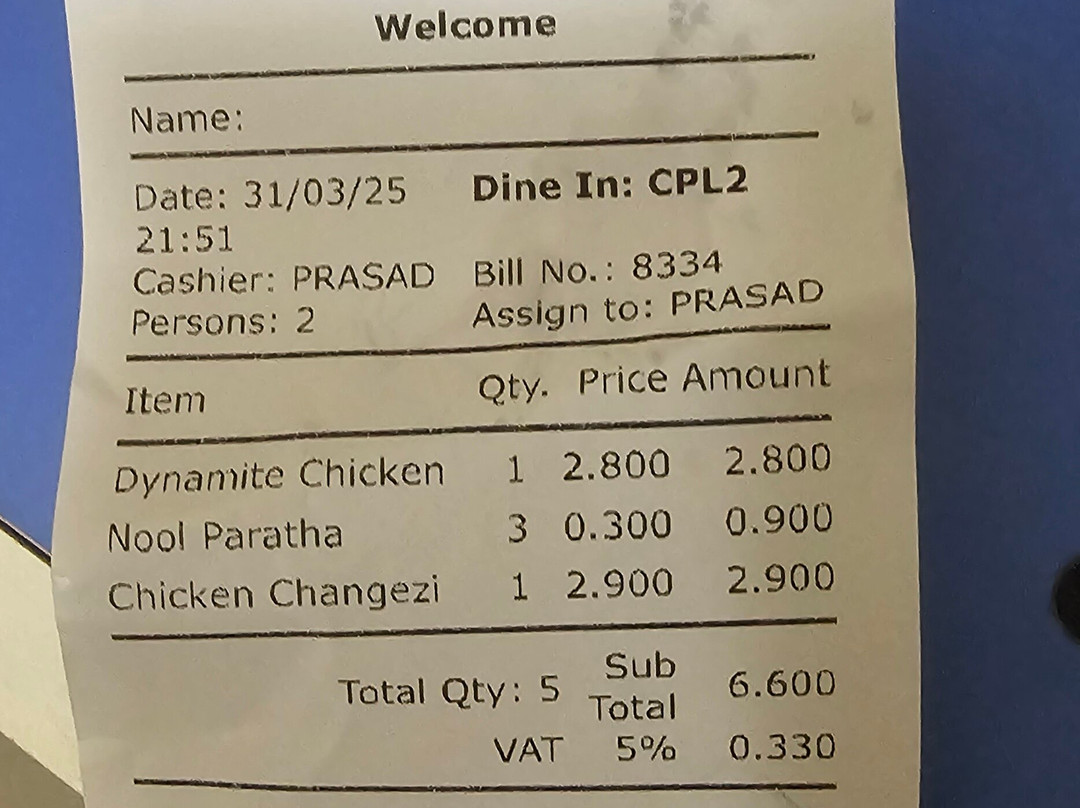 Welcome
Name:
Date: 31/03/25 Dine In: CPL2
21:51
Cashier: PRASAD Bill No.: 8334
Persons: 2 Assign to: PRASAD
Item Qty. Price Amount
Dynamite Chicken 1 2.800 2.800
Nool Paratha 3 0.300 0.900
Chicken Changezi 1 2.900 2.900
Total Qty: 5 Sub Total 6.600
VAT 5% 0.330